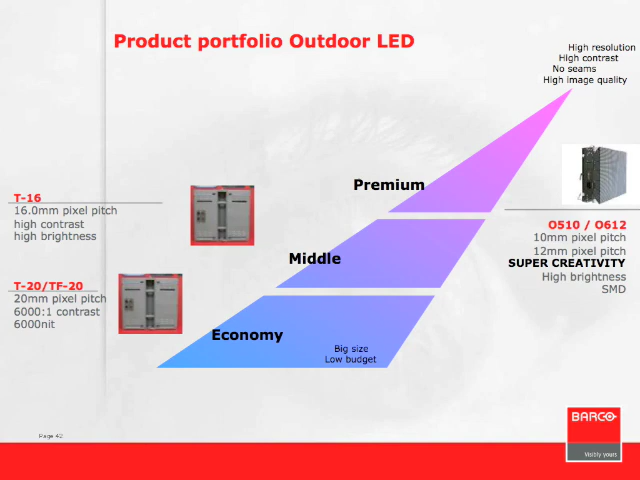 Product portfolio Outdoor LED
High resolution
High contrast
No seams
High image quality
Premium
T-16
16.0mm pixel pitch
high contrast
high brightness
O510 / O612
10mm pixel pitch
12mm pixel pitch
SUPER CREATIVITY
High brightness
SMD
Middle
T-20/TF-20
20mm pixel pitch
6000:1 contrast
6000nit
Economy
Big size
Low budget
BARCO
Visibly yours
Page 42